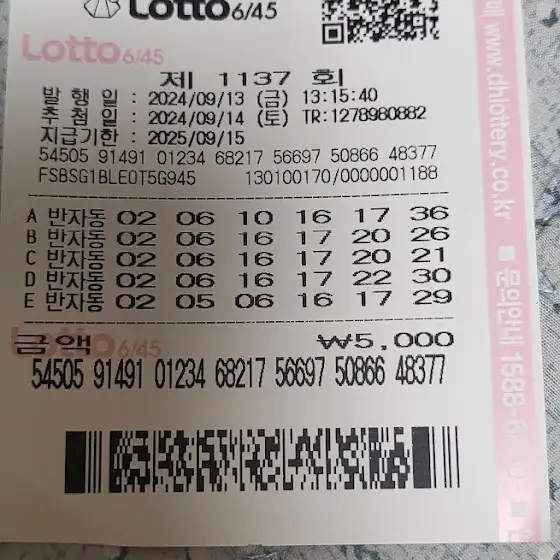 Lotto 6/45
Lotto 6/45
제 1137 회
발 행 일 : 2024/09/13 (금) 13:15:40
추 첨 일 : 2024/09/14 (토) TR:1278980882
지급기한 : 2025/09/15
54505 91491 01234 68217 56697 50866 48377
FSBSG1BLE0T5G945 130100170/0000001188
A 반자동 02 06 10 16 17 36
B 반자동 02 06 16 17 20 26
C 반자동 02 06 16 17 20 21
D 반자동 02 06 16 17 22 30
E 반자동 02 05 06 16 17 29
Lotto 6/45
금액 ₩5,000
54505 91491 01234 68217 56697 50866 48377
www.dhlottery.co.kr ■ 문의안내 1588-6